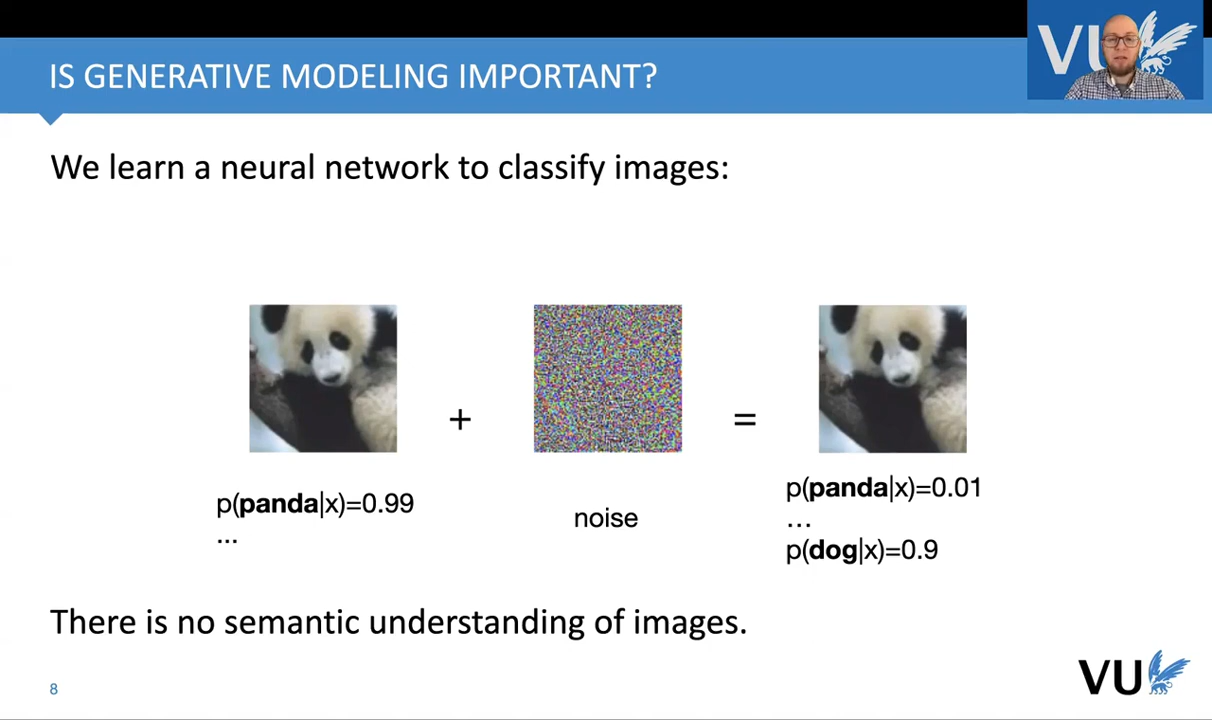 VU
IS GENERATIVE MODELING IMPORTANT?
We learn a neural network to classify images:
+
=
p(panda|x)=0.99
...
noise
p(panda|x)=0.01
...
p(dog|x)=0.9
There is no semantic understanding of images.
8
VU